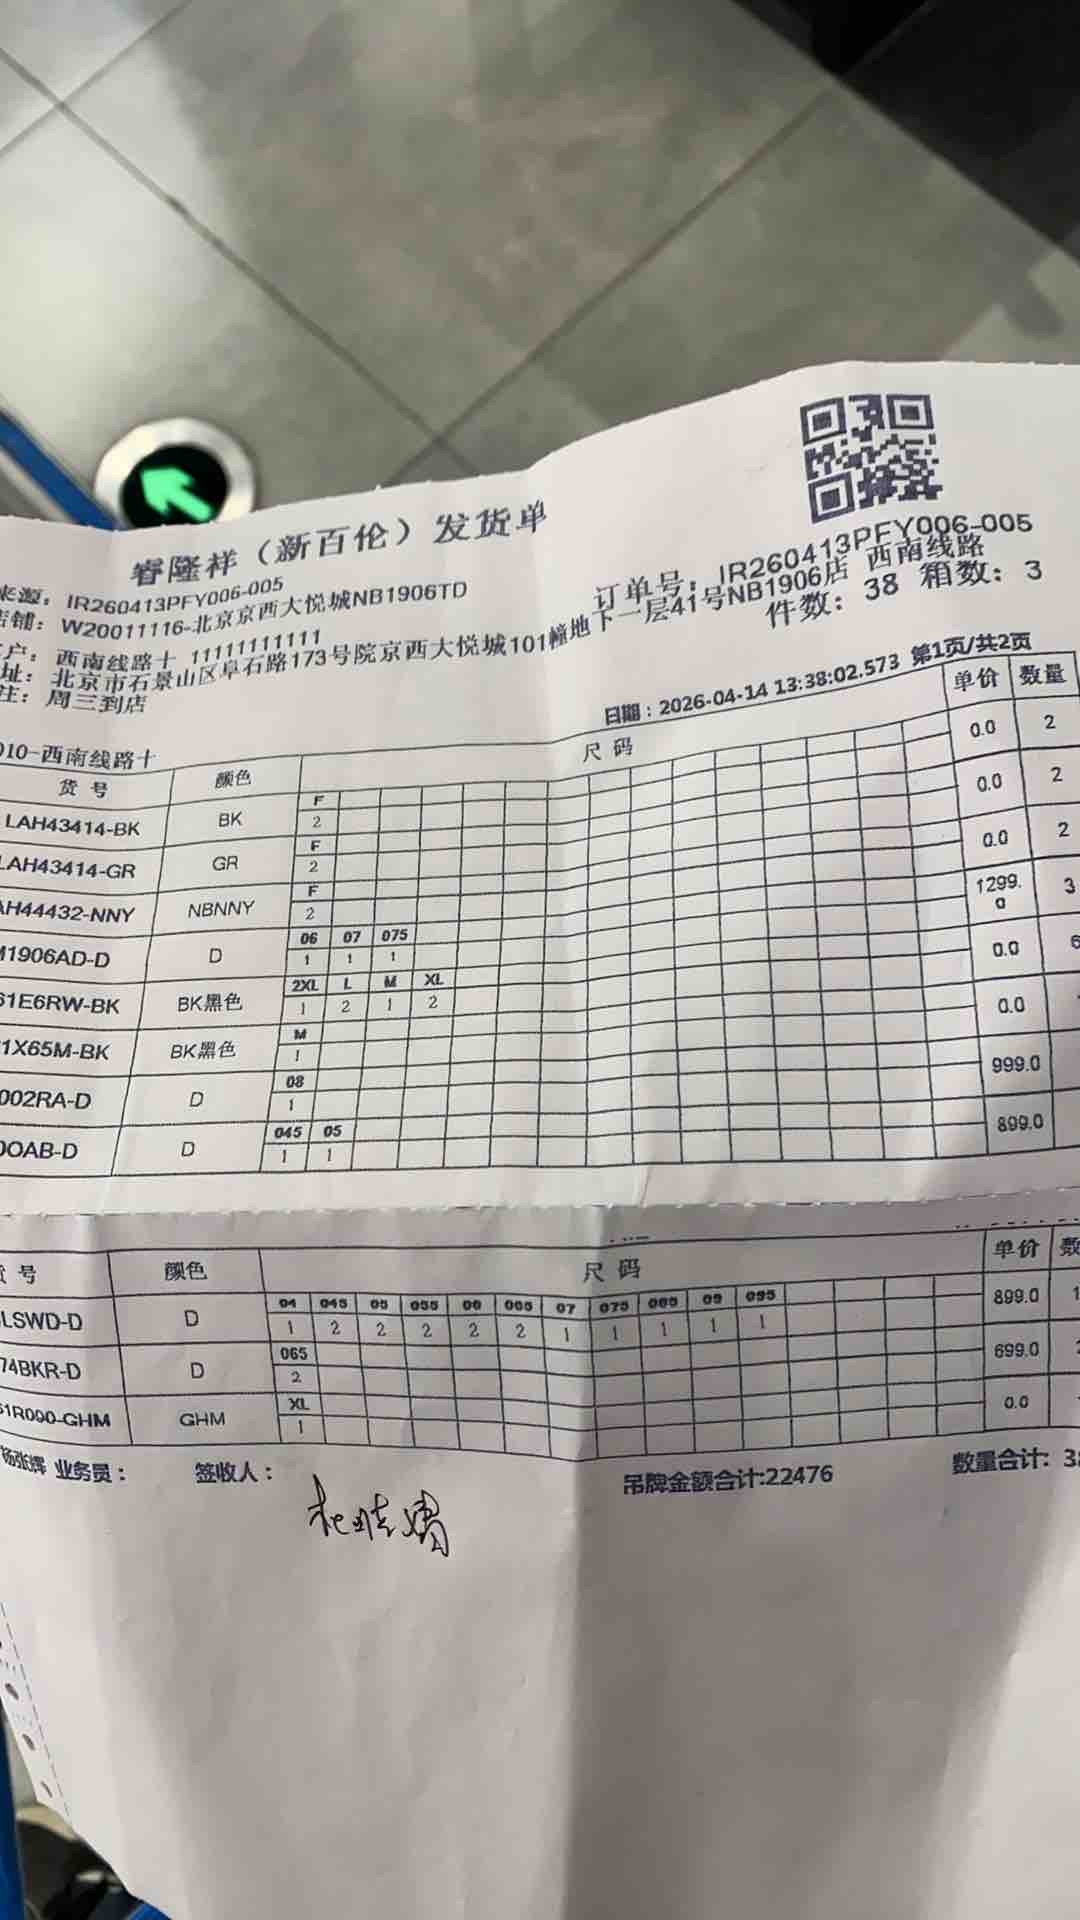 睿隆祥（新百伦）发货单
来源：IR260413PFY006-005
订单号：IR260413PFY006-005
店铺：W20011116-北京京西大悦城NB1906TD
户：西南线路十 11111111111
址：北京市石景山区阜石路173号院京西大悦城101幢地下一层41号NB1906店 西南线路
注：周三到店
件数：38 箱数：3
日期：2026-04-14 13:38:02.573 第1页/共2页
010-西南线路十
货号 颜色 尺码 单价 数量
F
LAH43414-BK BK 2 0.0 2
F
LAH43414-GR GR 2 0.0 2
F
AH44432-NNY NBNNY 2 0.0 2
06 07 075
1906AD-D D 1 1 1 1299.0 3
2XL L M XL
61E6RW-BK BK黑色 1 2 1 2 0.0 6
M
1X65M-BK BK黑色 1 0.0
08
002RA-D D 1 999.0
045 05
0OAB-D D 1 1 899.0
货号 颜色 尺码 单价 数
04 045 05 055 06 065 07 075 085 09 095
LSWD-D D 1 2 2 2 2 2 1 1 1 1 1 899.0 1
065
74BKR-D D 2 699.0
XL
61R090-GHM GHM 1 0.0
杨张辉 业务员： 签收人： 吊牌金额合计:22476 数量合计: 3